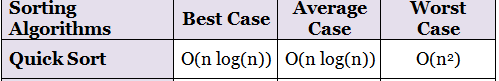 Sorting Algorithms Best Case Average Case Worst Case
Quick Sort O(n log(n)) O(n log(n)) O(n²)